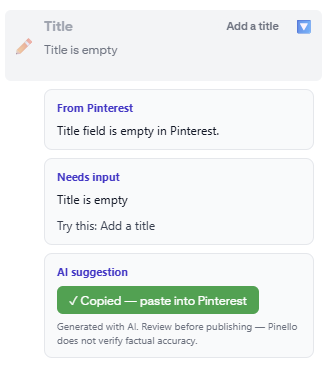 Title
Add a title
Title is empty
From Pinterest
Title field is empty in Pinterest.
Needs input
Title is empty
Try this: Add a title
AI suggestion
✓ Copied — paste into Pinterest
Generated with AI. Review before publishing — Pinello
does not verify factual accuracy.